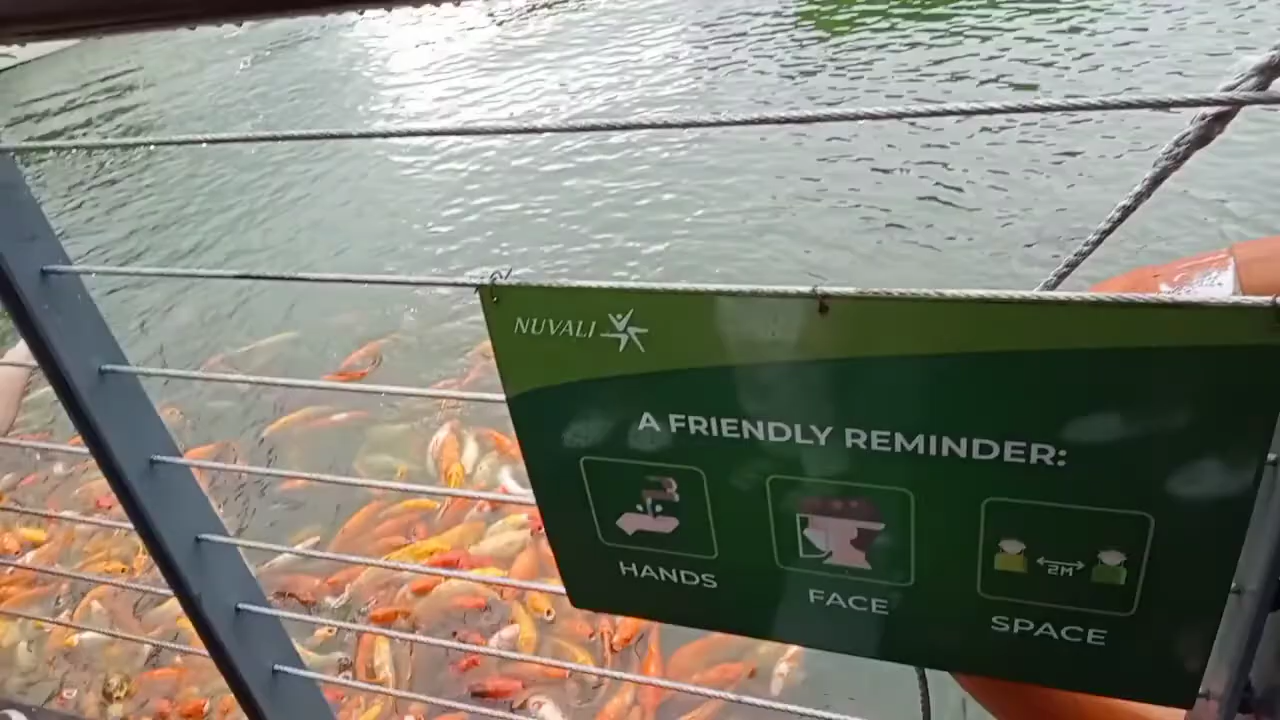 NUVALI
A FRIENDLY REMINDER:
HANDS
FACE
2M
SPACE